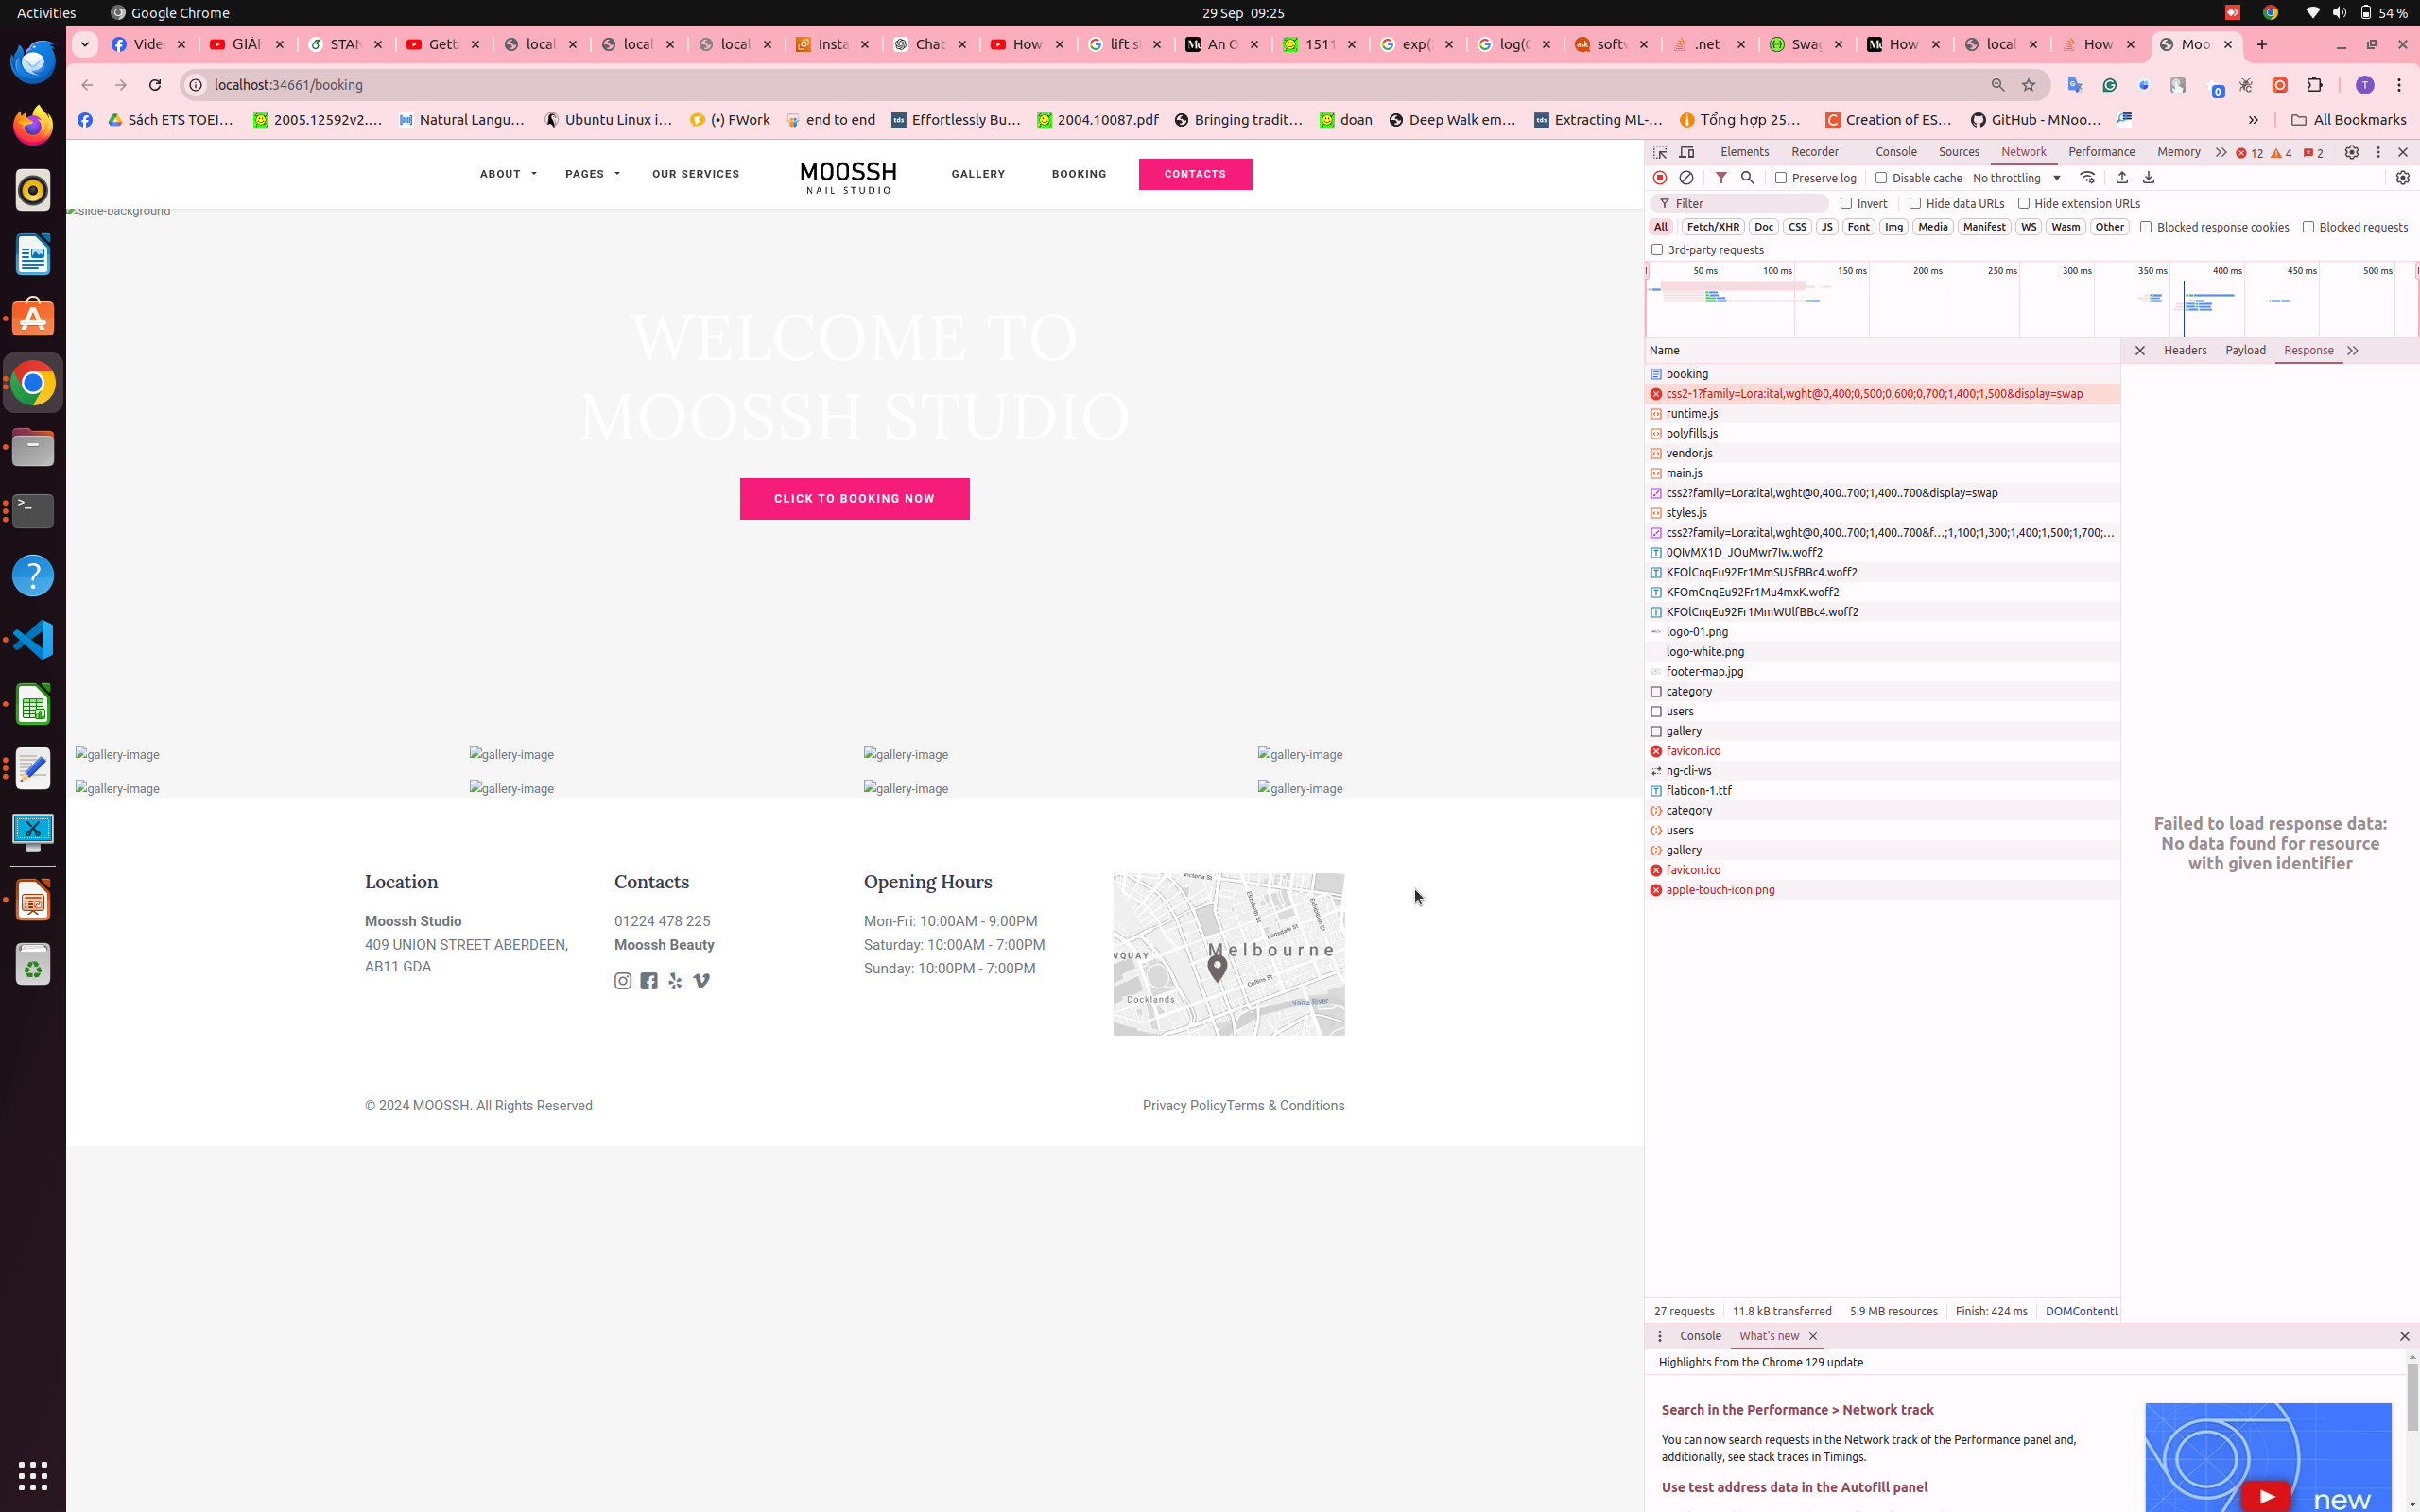 Activities Google Chrome 29 Sep 09:25 54 %
Vide GIẢI STAN Gett local local local Insta Chat How lift s An O 1511 exp( log(0 softv .net Swag How local How Moo
localhost:34661/booking 0 T
Sách ETS TOEI... 2005.12592v2.... Natural Langu... Ubuntu Linux i... (•) FWork end to end Effortlessly Bu... 2004.10087.pdf Bringing tradit... doan Deep Walk em... Extracting ML-... Tổng hợp 25... Creation of ES... GitHub - MNoo... » All Bookmarks
ABOUT PAGES OUR SERVICES MOOSSH NAIL STUDIO GALLERY BOOKING CONTACTS
slide-background
WELCOME TO
MOOSSH STUDIO
CLICK TO BOOKING NOW
gallery-image gallery-image gallery-image gallery-image
gallery-image gallery-image gallery-image gallery-image
Location
Moossh Studio
409 UNION STREET ABERDEEN,
AB11 GDA
Contacts
01224 478 225
Moossh Beauty
Opening Hours
Mon-Fri: 10:00AM - 9:00PM
Saturday: 10:00AM - 7:00PM
Sunday: 10:00PM - 7:00PM
Victoria St
Elizabeth St
Exhibition St
Lonsdale St
Melbourne
WQUAY
Collins St
Docklands
Yarra River
© 2024 MOOSSH. All Rights Reserved
Privacy PolicyTerms & Conditions
Elements Recorder Console Sources Network Performance Memory » 12 4 2
Preserve log Disable cache No throttling
Filter Invert Hide data URLs Hide extension URLs
All Fetch/XHR Doc CSS JS Font Img Media Manifest WS Wasm Other Blocked response cookies Blocked requests
3rd-party requests
50 ms 100 ms 150 ms 200 ms 250 ms 300 ms 350 ms 400 ms 450 ms 500 ms
Name Headers Payload Response »
booking
css2-1?family=Lora:ital,wght@0,400;0,500;0,600;0,700;1,400;1,500&display=swap
runtime.js
polyfills.js
vendor.js
main.js
css2?family=Lora:ital,wght@0,400..700;1,400..700&display=swap
styles.js
css2?family=Lora:ital,wght@0,400..700;1,400..700&f...;1,100;1,300;1,400;1,500;1,700;...
0QIvMX1D_JOuMwr7Iw.woff2
KFOlCnqEu92Fr1MmSU5fBBc4.woff2
KFOmCnqEu92Fr1Mu4mxK.woff2
KFOlCnqEu92Fr1MmWUlfBBc4.woff2
logo-01.png
logo-white.png
footer-map.jpg
category
users
gallery
favicon.ico
ng-cli-ws
flaticon-1.ttf
category
users
gallery
favicon.ico
apple-touch-icon.png
Failed to load response data:
No data found for resource
with given identifier
27 requests 11.8 kB transferred 5.9 MB resources Finish: 424 ms DOMContentL
Console What's new
Highlights from the Chrome 129 update
Search in the Performance > Network track
You can now search requests in the Network track of the Performance panel and,
additionally, see stack traces in Timings.
Use test address data in the Autofill panel
new